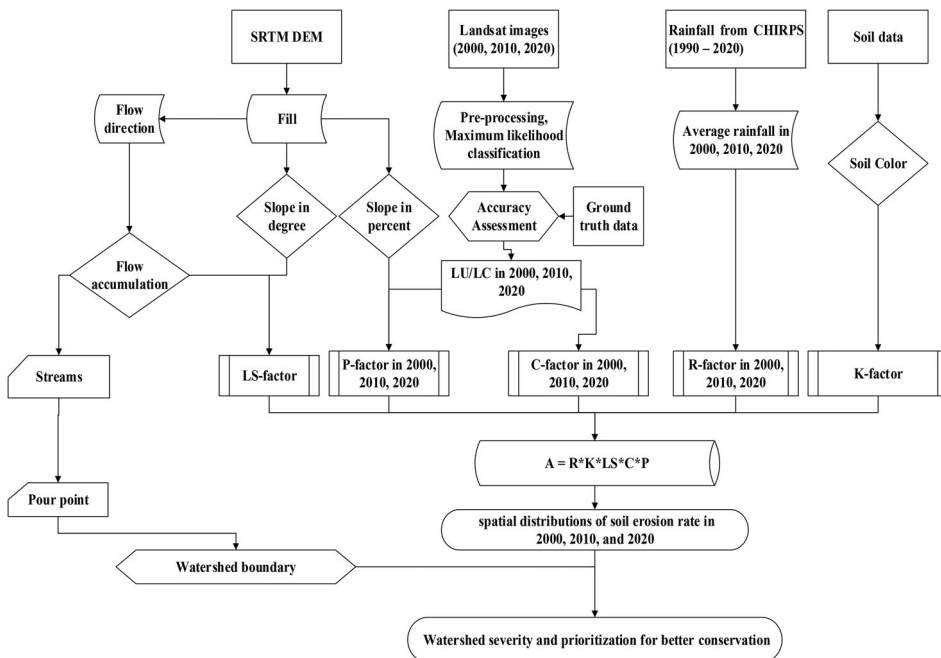 SRTM DEM
Landsat images
(2000, 2010, 2020)
Rainfall from CHIRPS
(1990 – 2020)
Soil data
Flow
direction
Fill
Pre-processing,
Maximum likelihood
classification
Average rainfall in
2000, 2010, 2020
Soil Color
Slope in
degree
Slope in
percent
Accuracy
Assessment
Ground
truth data
Flow
accumulation
LU/LC in 2000, 2010,
2020
Streams
LS-factor
P-factor in 2000,
2010, 2020
C-factor in 2000,
2010, 2020
R-factor in 2000,
2010, 2020
K-factor
A = R*K*LS*C*P
Pour point
spatial distributions of soil erosion rate in
2000, 2010, and 2020
Watershed boundary
Watershed severity and prioritization for better conservation